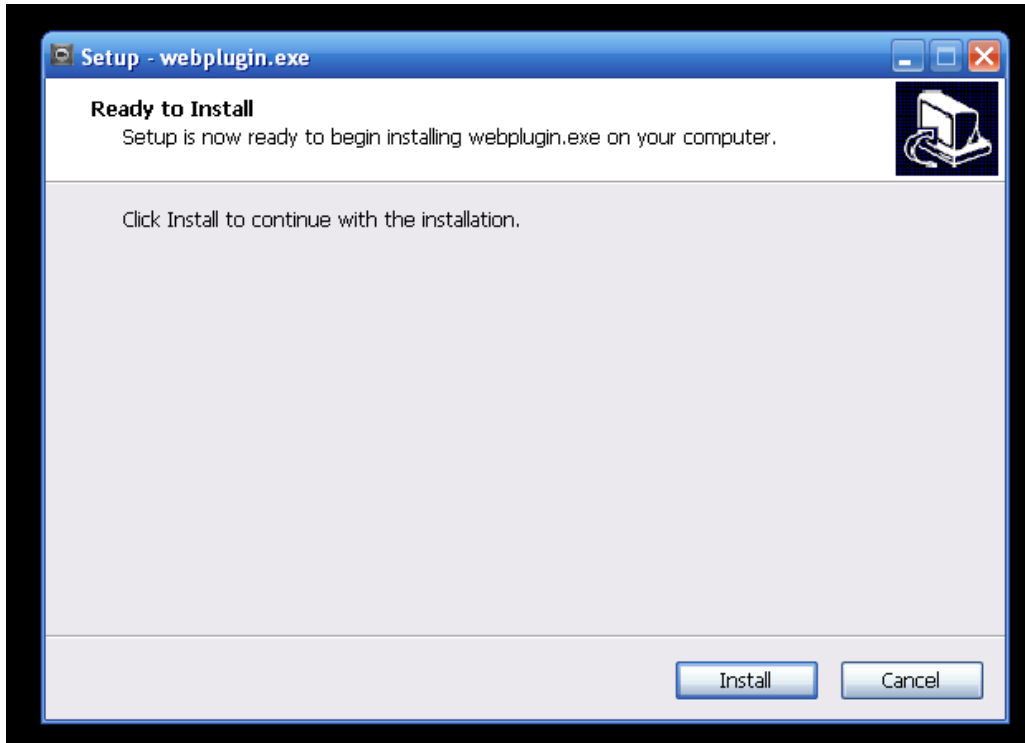 Setup - webplugin.exe
Ready to Install
Setup is now ready to begin installing webplugin.exe on your computer.
Click Install to continue with the installation.
Install
Cancel